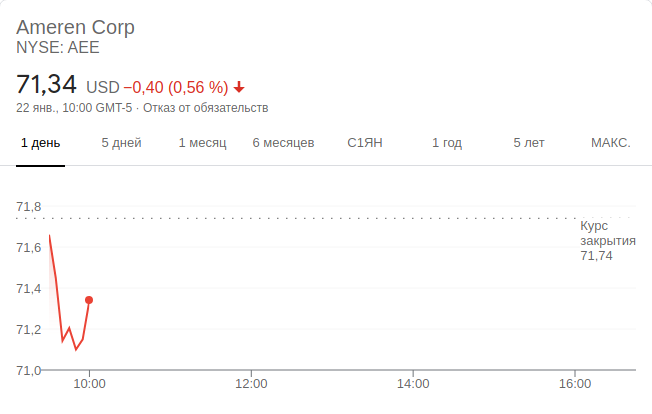 Ameren Corp
NYSE: AEE
71,34 USD −0,40 (0,56 %)
22 янв., 10:00 GMT-5 · Отказ от обязательств
1 день 5 дней 1 месяц 6 месяцев С1ЯН 1 год 5 лет МАКС.
71,8
Курс
закрытия
71,74
71,6
71,4
71,2
71,0
10:00 12:00 14:00 16:00